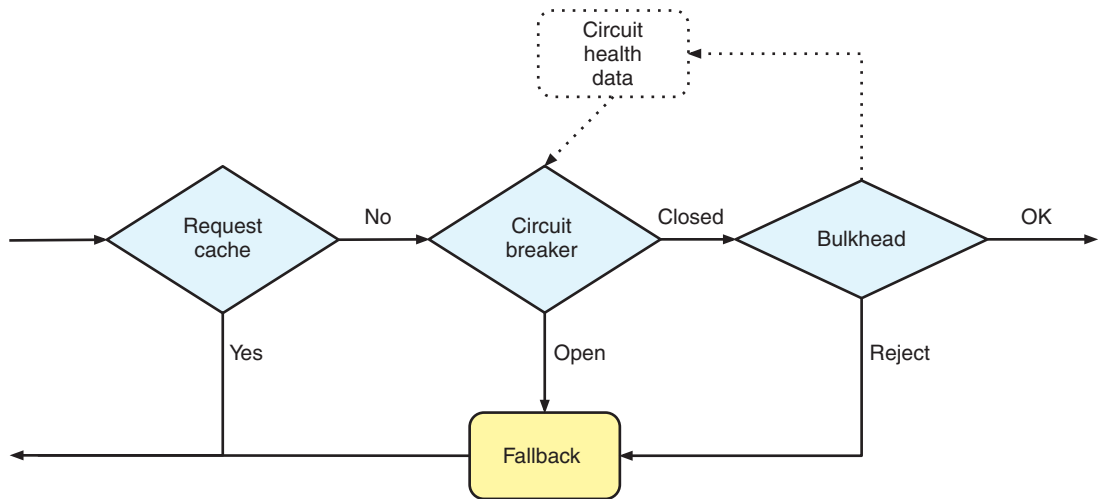 Circuit
health
data
Request
cache
No
Circuit
breaker
Closed
Bulkhead
OK
Yes
Open
Reject
Fallback